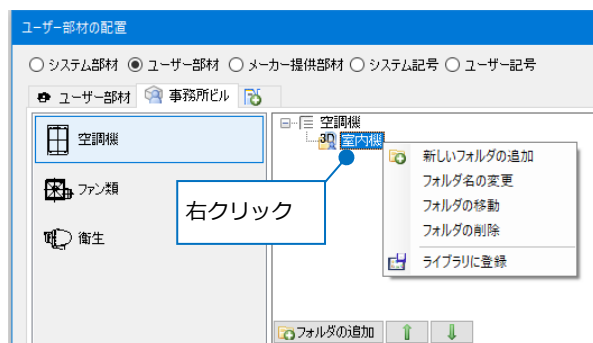 ユーザー部材の配置
システム部材 ユーザー部材 メーカー提供部材 システム記号 ユーザー記号
ユーザー部材 事務所ビル
空調機
ファン類
衛生
空調機
3D 室内機
右クリック
新しいフォルダの追加
フォルダ名の変更
フォルダの移動
フォルダの削除
ライブラリに登録
フォルダの追加